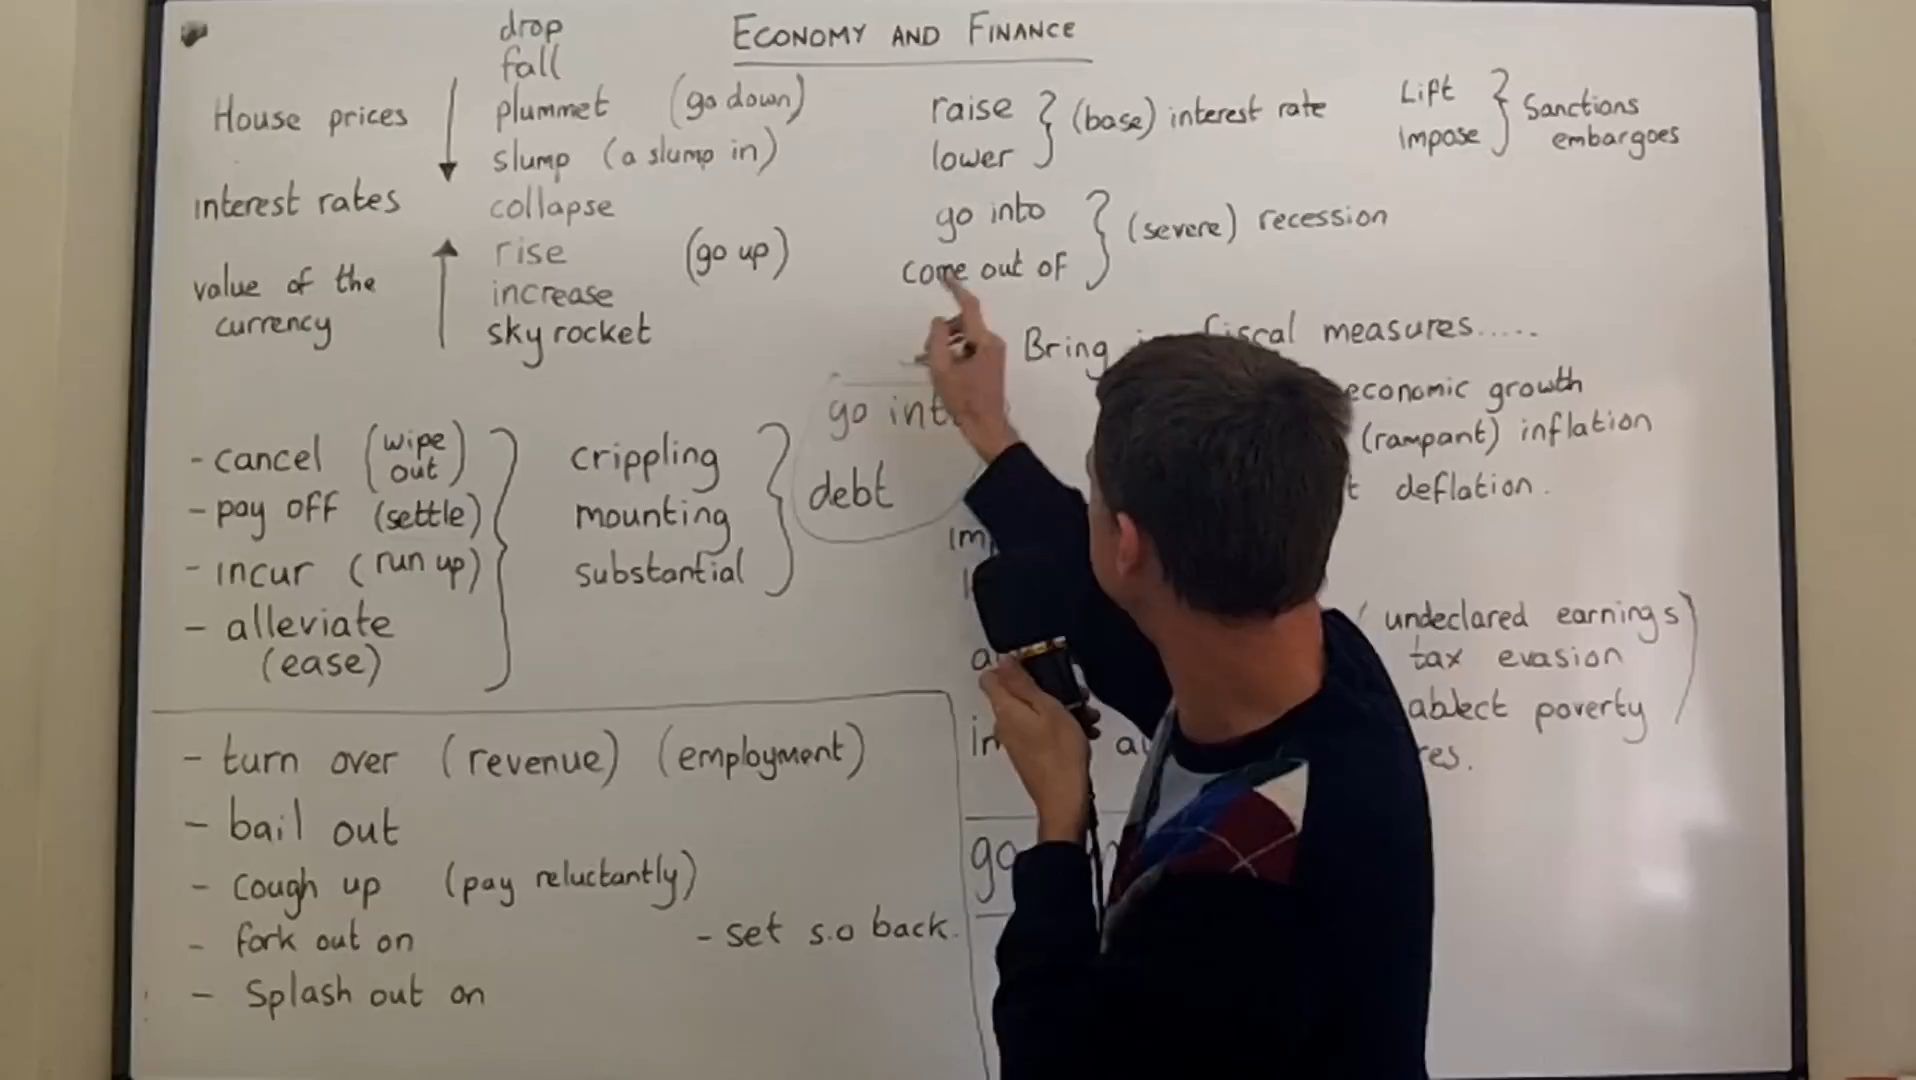 ECONOMY AND FINANCE
drop
fall
House prices
plummet (go down)
slump (a slump in)
interest rates
collapse
rise (go up)
value of the
currency
increase
sky rocket
raise
lower
(base) interest rate
Lift
impose
Sanctions
embargoes
go into
come out of
(severe) recession
Bring fiscal measures.....
economic growth
(rampant) inflation
deflation.
- cancel (wipe out)
- pay off (settle)
- incur (run up)
- alleviate
(ease)
crippling
mounting
substantial
go
debt
undeclared earnings
tax evasion
abject poverty
- turn over (revenue) (employment)
- bail out
- cough up (pay reluctantly)
- fork out on
- set s.o back.
- Splash out on